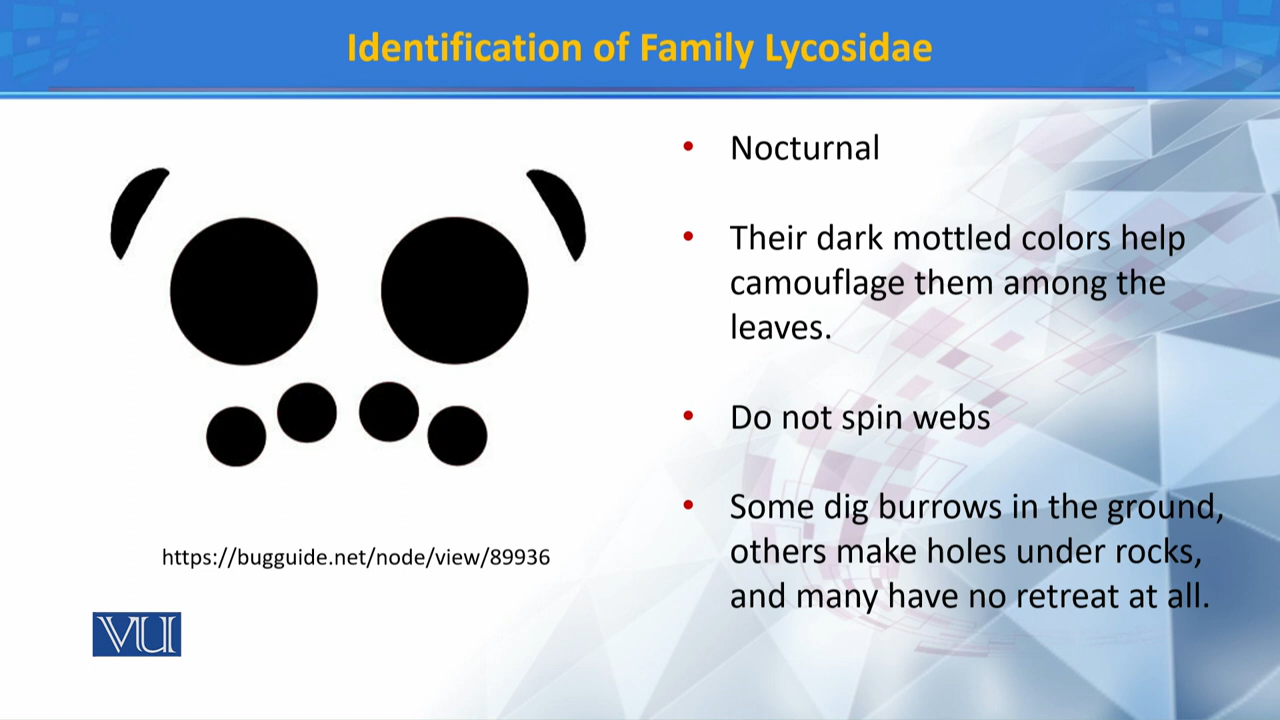 Identification of Family Lycosidae
• Nocturnal
• Their dark mottled colors help
camouflage them among the
leaves.
• Do not spin webs
• Some dig burrows in the ground,
others make holes under rocks,
and many have no retreat at all.
https://bugguide.net/node/view/89936
VU